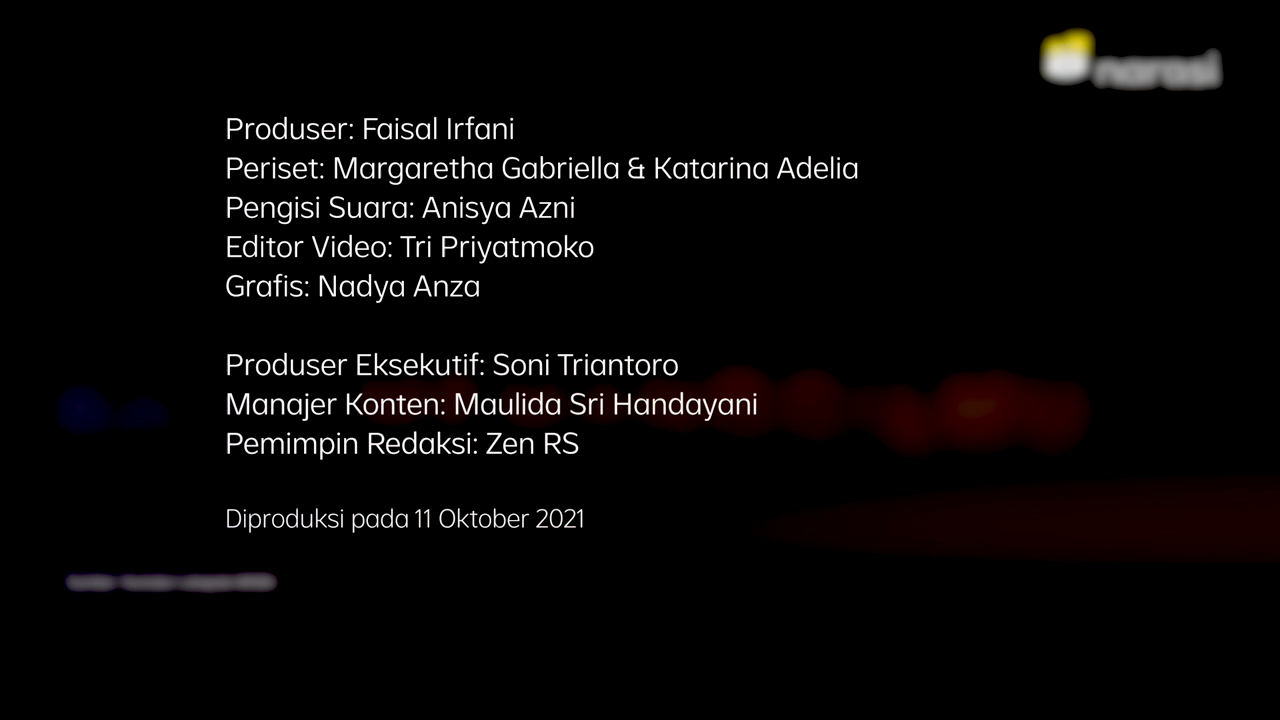 narasi
Produser: Faisal Irfani
Periset: Margaretha Gabriella & Katarina Adelia
Pengisi Suara: Anisya Azni
Editor Video: Tri Priyatmoko
Grafis: Nadya Anza
Produser Eksekutif: Soni Triantoro
Manajer Konten: Maulida Sri Handayani
Pemimpin Redaksi: Zen RS
Diproduksi pada 11 Oktober 2021